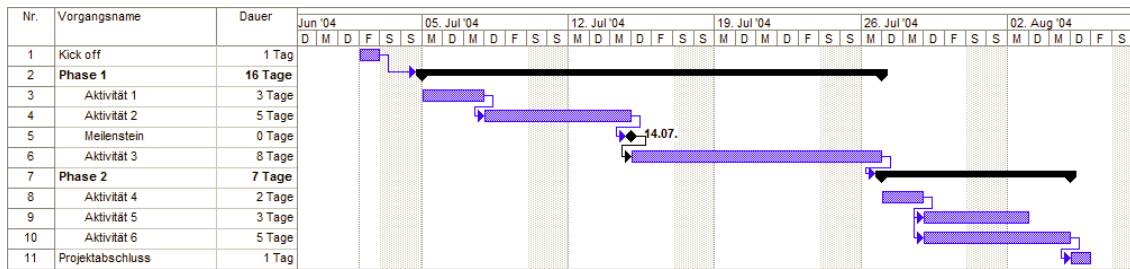 Nr. Vorgangsname Dauer
Jun '04 05. Jul '04 12. Jul '04 19. Jul '04 26. Jul '04 02. Aug '04
D M D F S S M D M D F S S M D M D F S S M D M D F S S M D M D F S S M D M D F S
1 Kick off 1 Tag
2 Phase 1 16 Tage
3 Aktivität 1 3 Tage
4 Aktivität 2 5 Tage
5 Meilenstein 0 Tage 14.07.
6 Aktivität 3 8 Tage
7 Phase 2 7 Tage
8 Aktivität 4 2 Tage
9 Aktivität 5 3 Tage
10 Aktivität 6 5 Tage
11 Projektabschluss 1 Tag